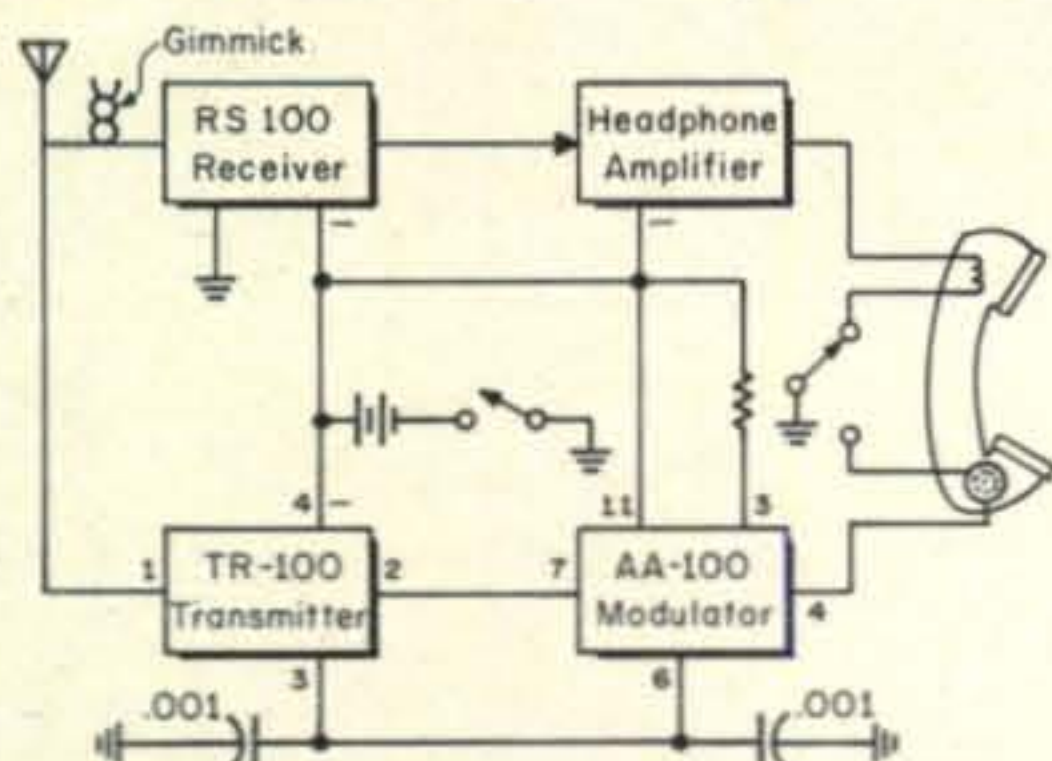 Gimmick
RS 100
Receiver
Headphone
Amplifier
–
–
4 –
11
3
1
TR-100
Transmitter
2
7
AA-100
Modulator
4
3
6
.001
.001